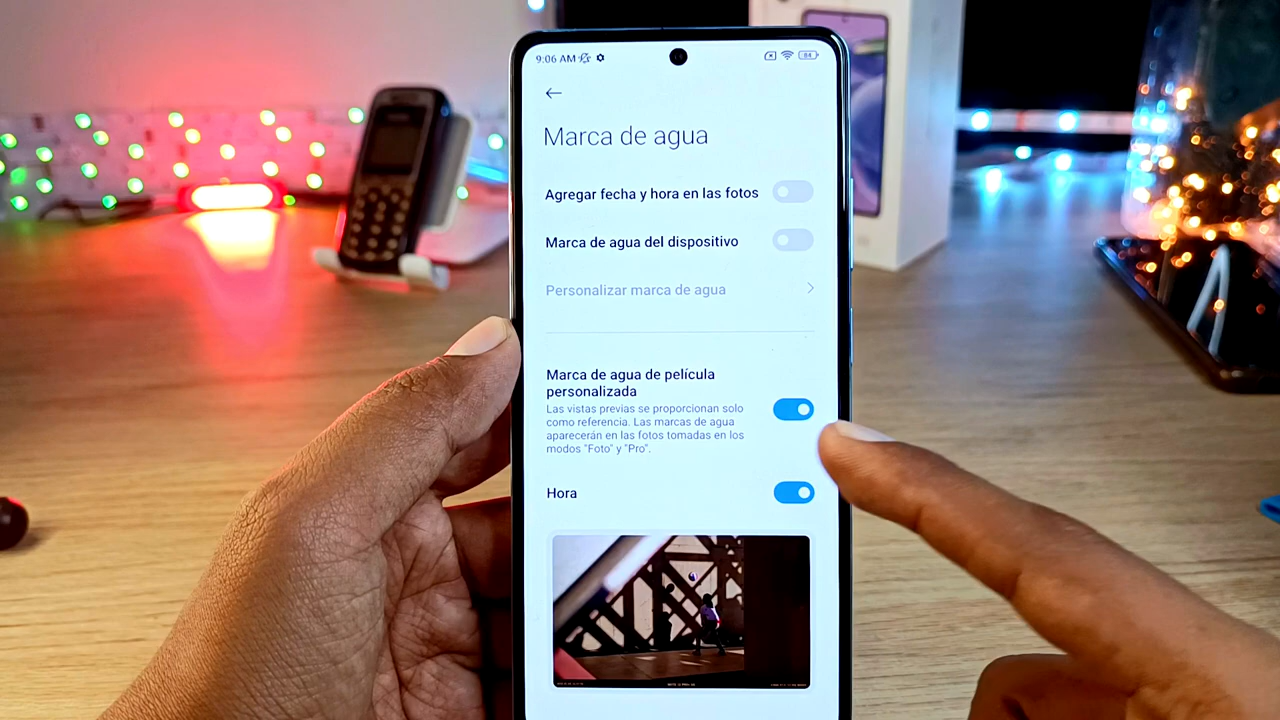 9:06 AM
84
Marca de agua
Agregar fecha y hora en las fotos
Marca de agua del dispositivo
Personalizar marca de agua
Marca de agua de película
personalizada
Las vistas previas se proporcionan solo
como referencia. Las marcas de agua
aparecerán en las fotos tomadas en los
modos "Foto" y "Pro".
Hora